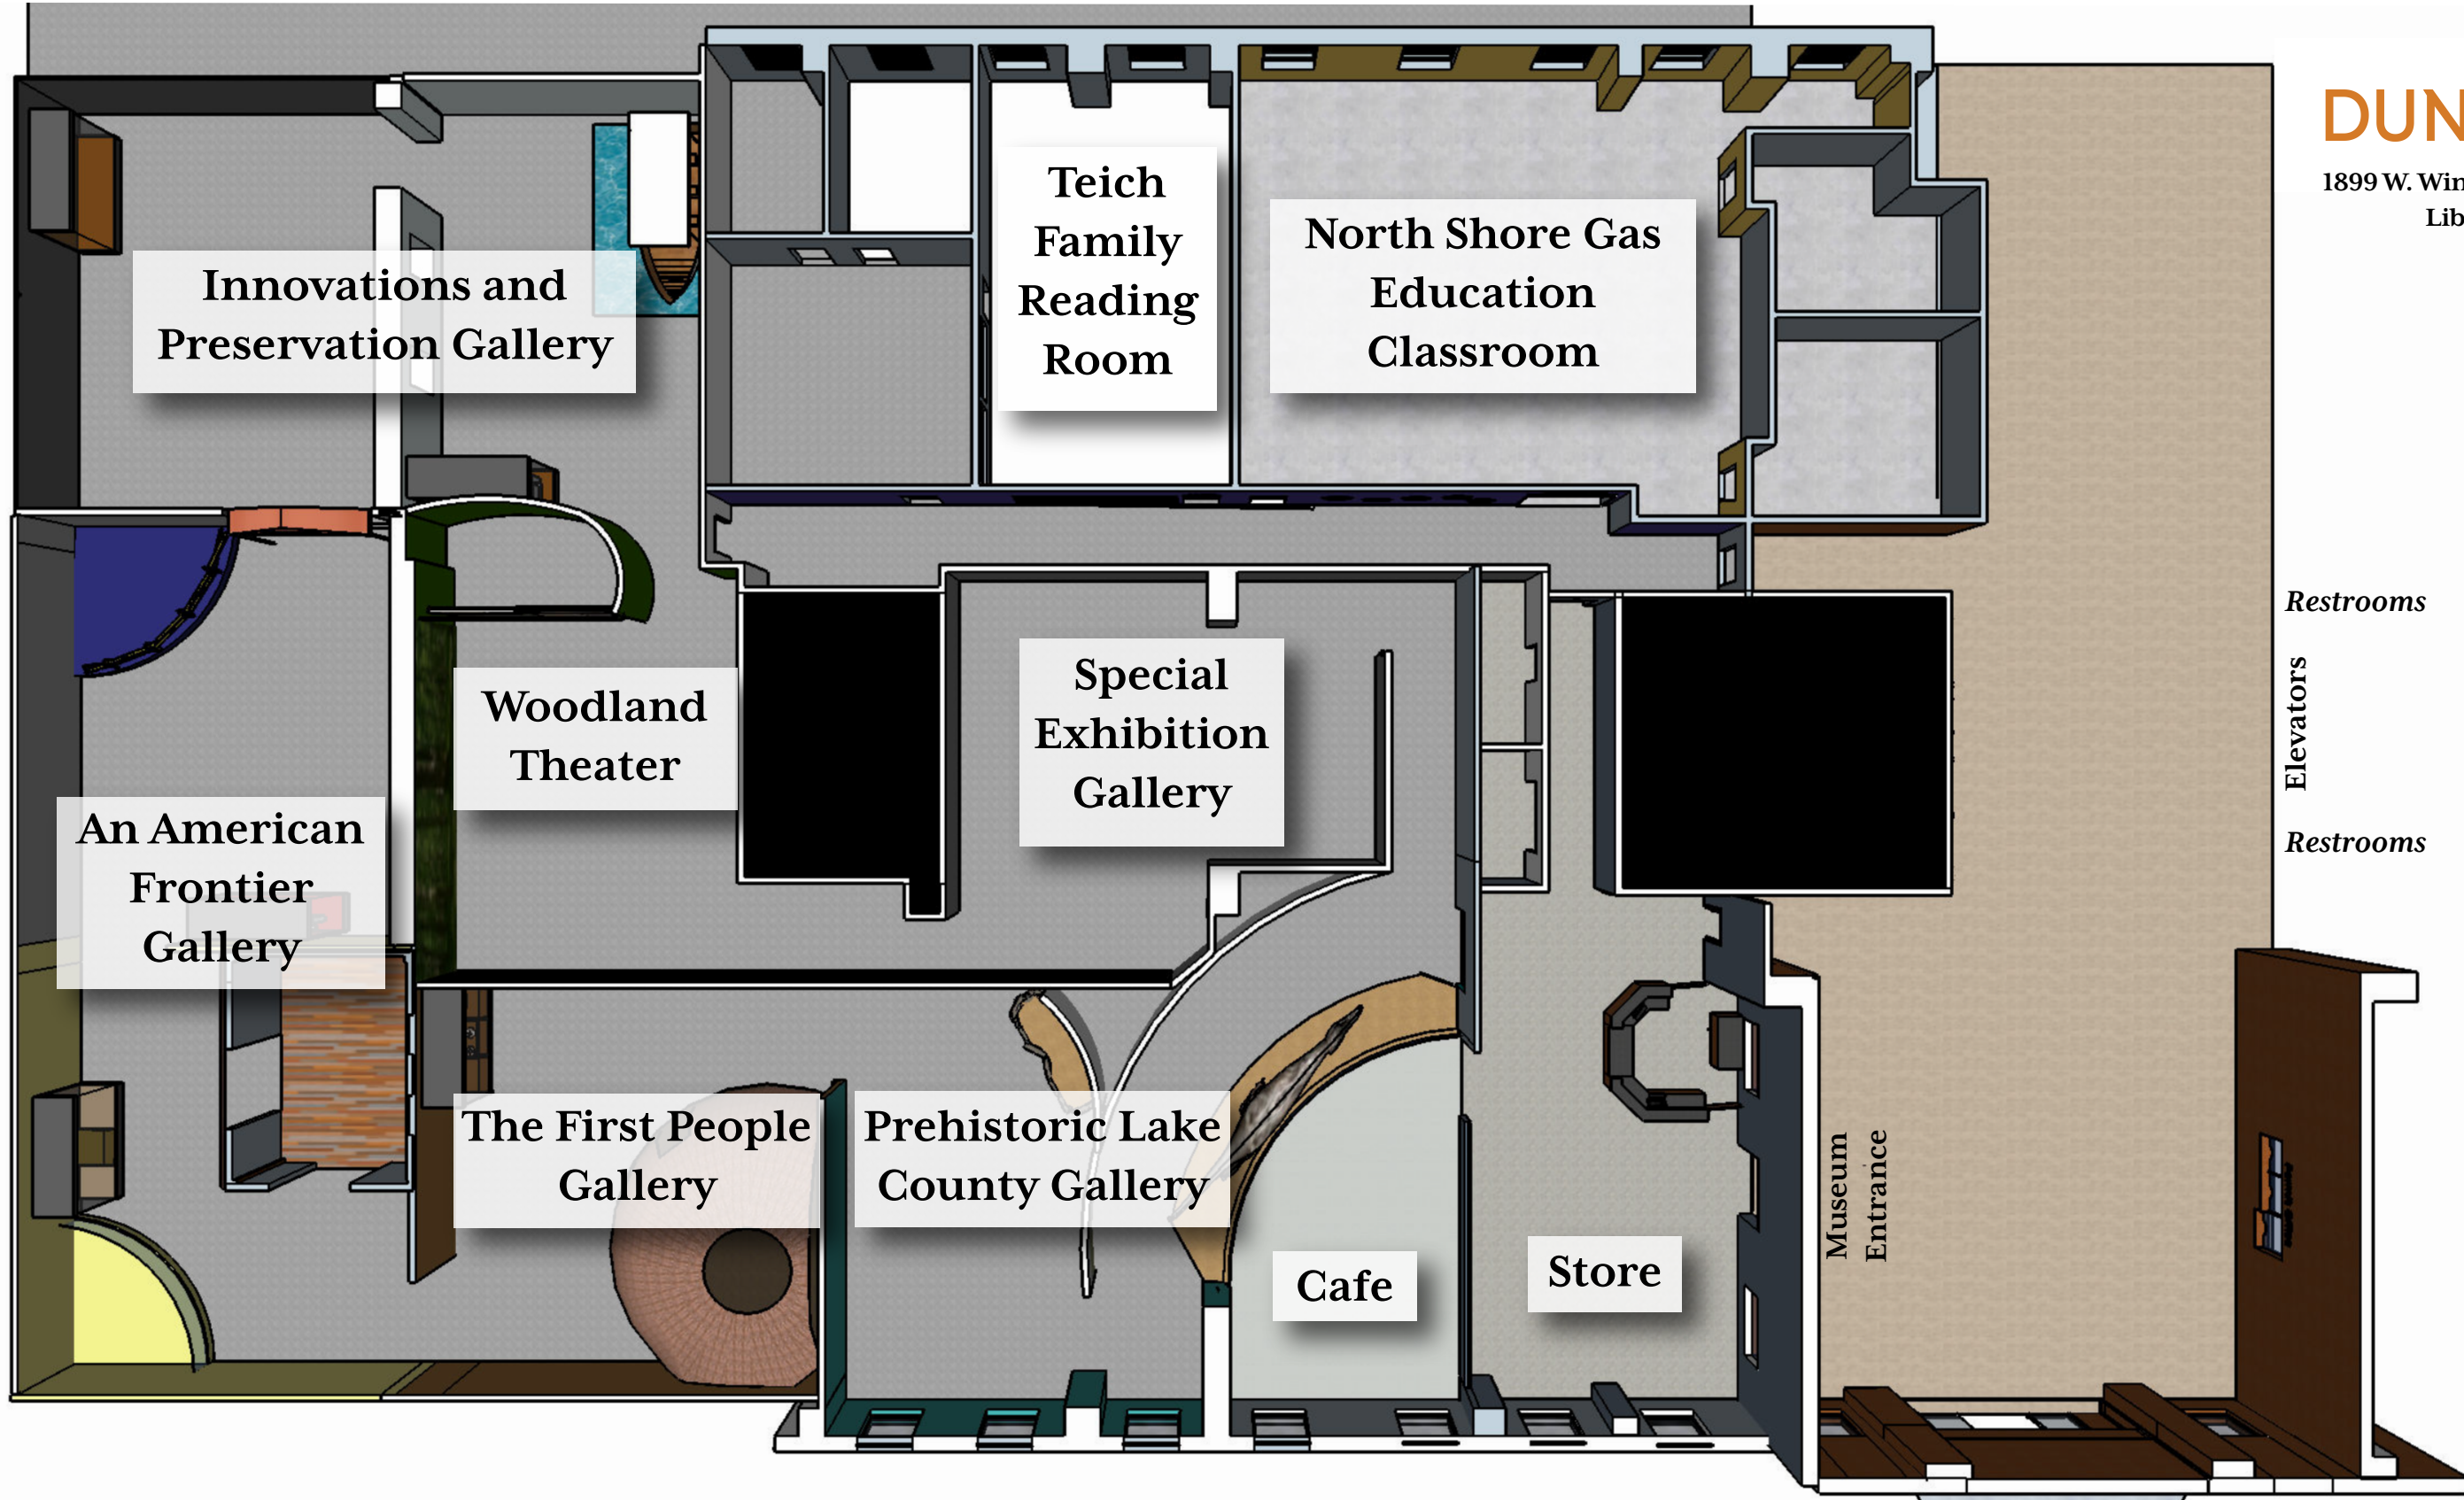 DUN
1899 W. Win
Lib
Teich
Family
Reading
Room
North Shore Gas
Education
Classroom
Innovations and
Preservation Gallery
Restrooms
Elevators
Restrooms
Woodland
Theater
Special
Exhibition
Gallery
An American
Frontier
Gallery
The First People
Gallery
Prehistoric Lake
County Gallery
Cafe
Store
Museum
Entrance